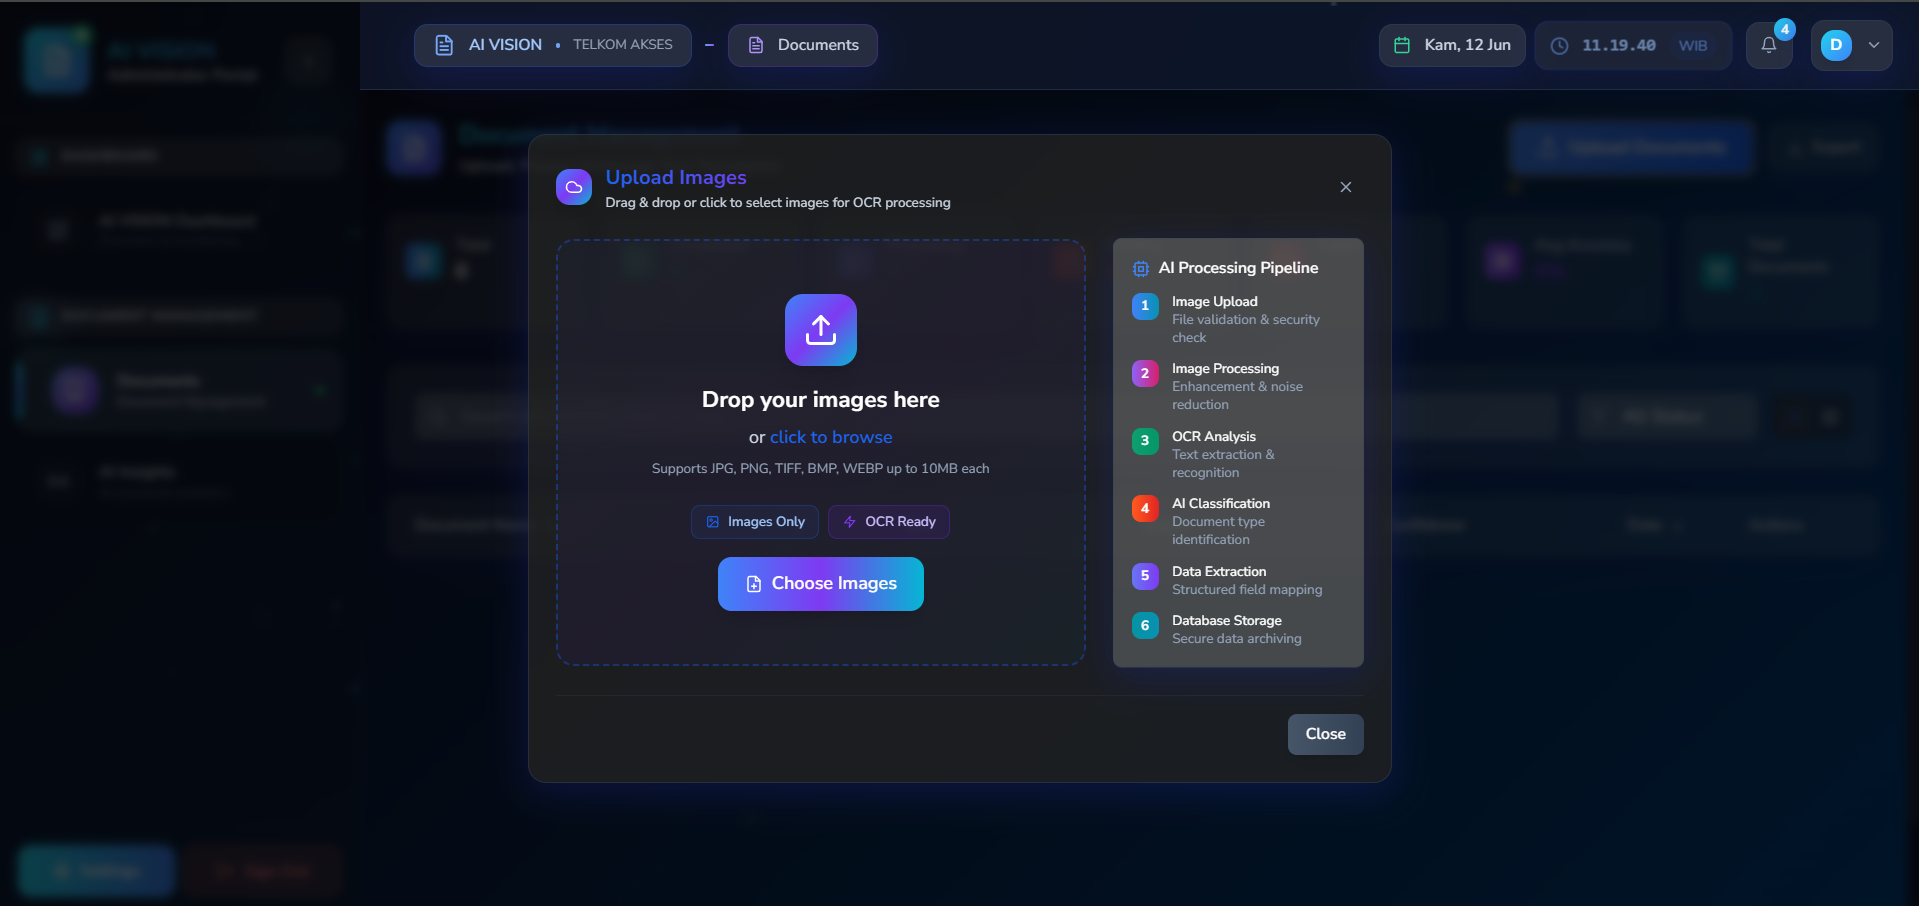 AI VISION • TELKOM AKSES – Documents
Kam, 12 Jun
11.19.40 WIB
4
D
AI VISION
Upload Documents
Upload Images
Drag & drop or click to select images for OCR processing
Drop your images here
or click to browse
Supports JPG, PNG, TIFF, BMP, WEBP up to 10MB each
Images Only
OCR Ready
Choose Images
AI Processing Pipeline
1
Image Upload
File validation & security
check
2
Image Processing
Enhancement & noise
reduction
3
OCR Analysis
Text extraction &
recognition
4
AI Classification
Document type
identification
5
Data Extraction
Structured field mapping
6
Database Storage
Secure data archiving
Close